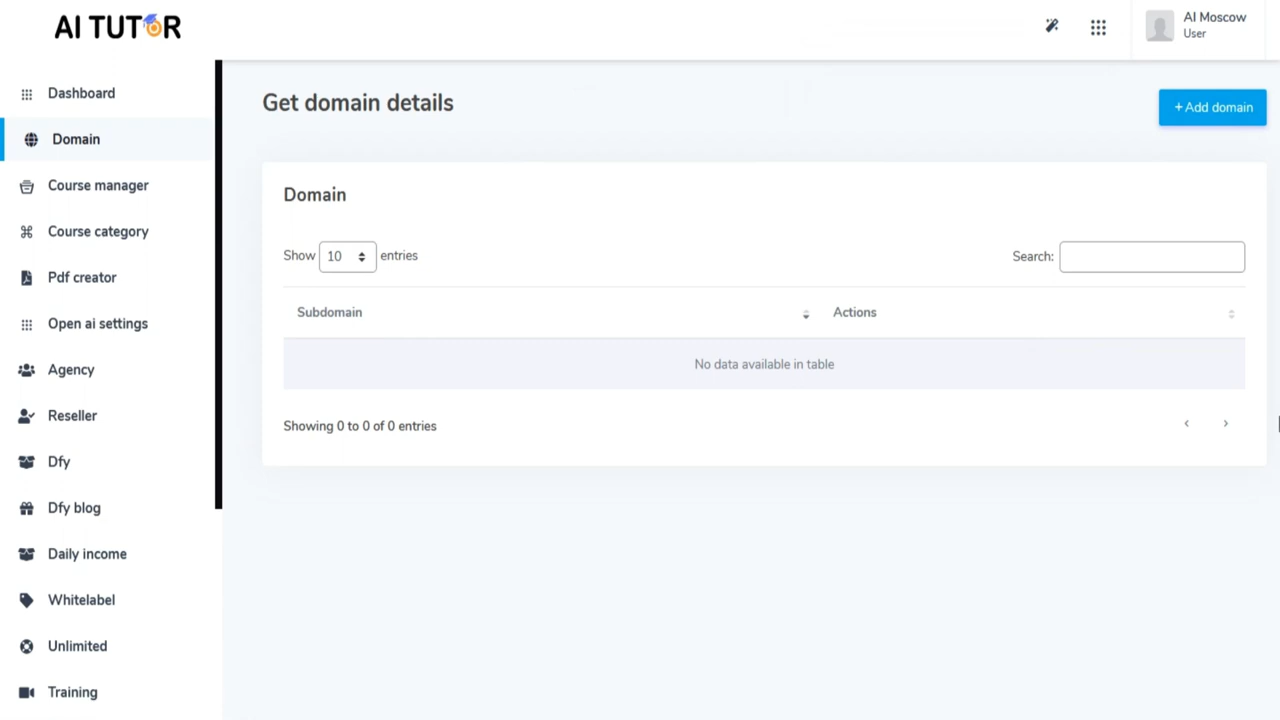 AI TUTOR
AI Moscow
User
Dashboard
Domain
Course manager
Course category
Pdf creator
Open ai settings
Agency
Reseller
Dfy
Dfy blog
Daily income
Whitelabel
Unlimited
Training
Get domain details
+Add domain
Domain
Show 10 entries
Search:
Subdomain Actions
No data available in table
Showing 0 to 0 of 0 entries